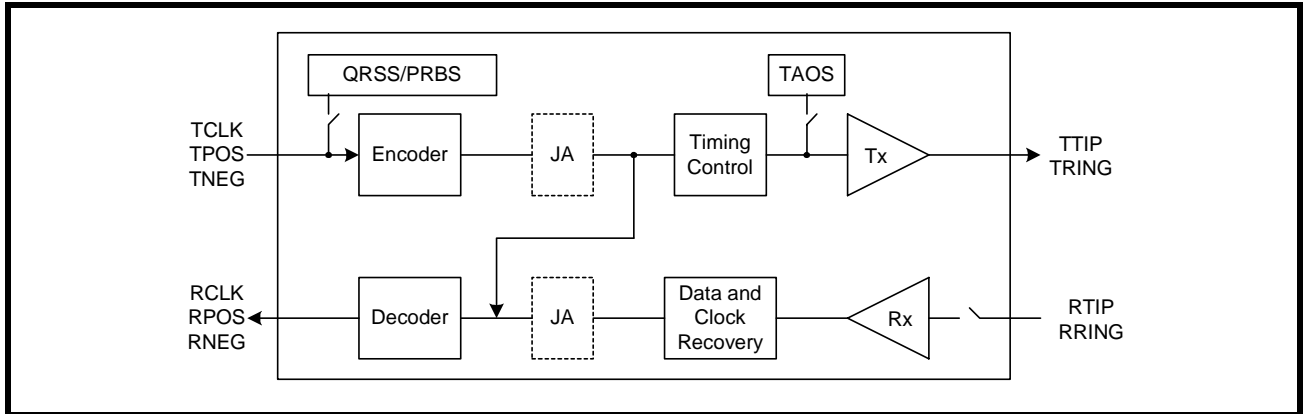 QRSS/PRBS
TAOS
TCLK
TPOS
TNEG
Encoder
JA
Timing
Control
Tx
TTIP
TRING
RCLK
RPOS
RNEG
Decoder
JA
Data and
Clock
Recovery
Rx
RTIP
RRING